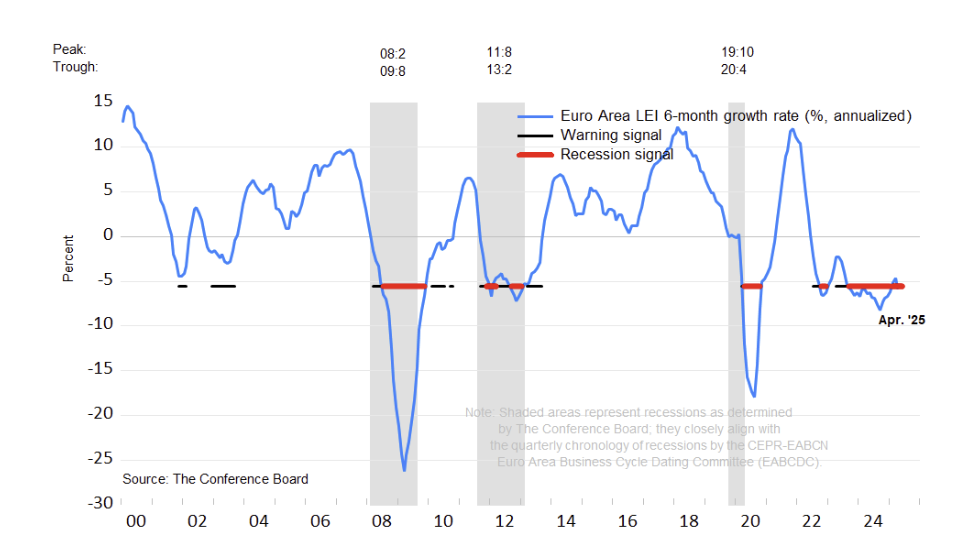 Peak:
08:2
11:8
19:10
Trough:
09:8
13:2
20:4
15
Euro Area LEI 6-month growth rate (%, annualized)
Warning signal
10
Recession signal
5
0
Percent
-5
Apr. '25
-10
-15
-20
Note: Shaded areas represent recessions as determined
by The Conference Board; they closely align with
the quarterly chronology of recessions by the CEPR-EABCN
Euro Area Business Cycle Dating Committee (EABCDC).
-25
Source: The Conference Board
-30
00 02 04 06 08 10 12 14 16 18 20 22 24